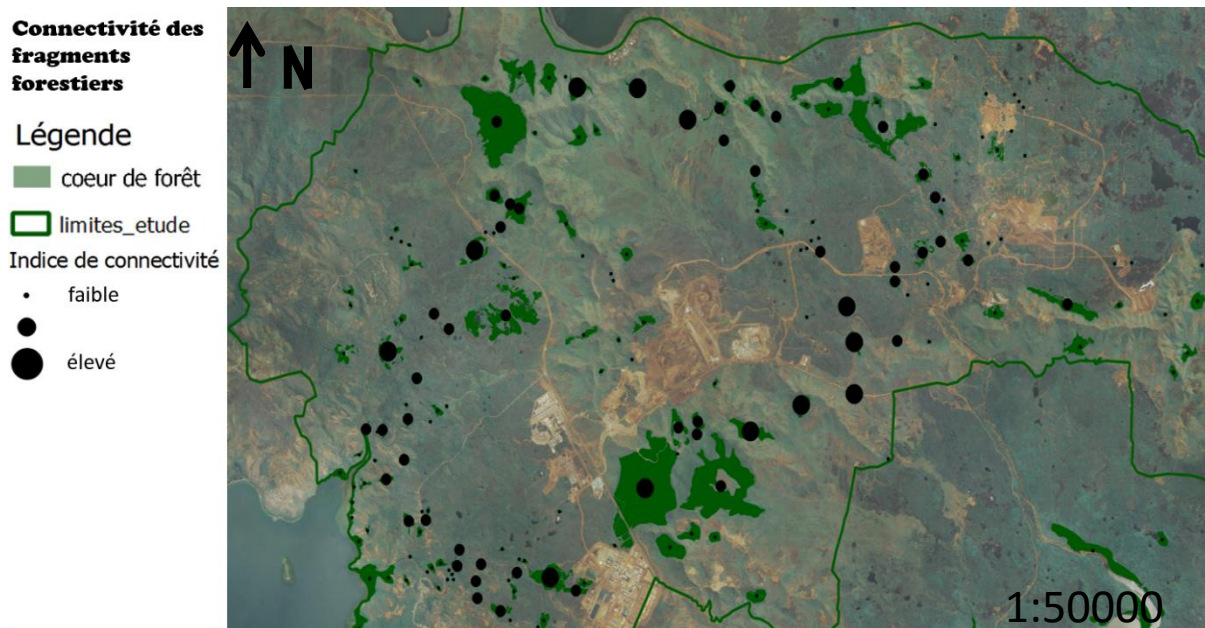 Connectivité des
fragments
forestiers
N
Légende
coeur de forêt
limites_etude
Indice de connectivité
faible
élevé
1:50000